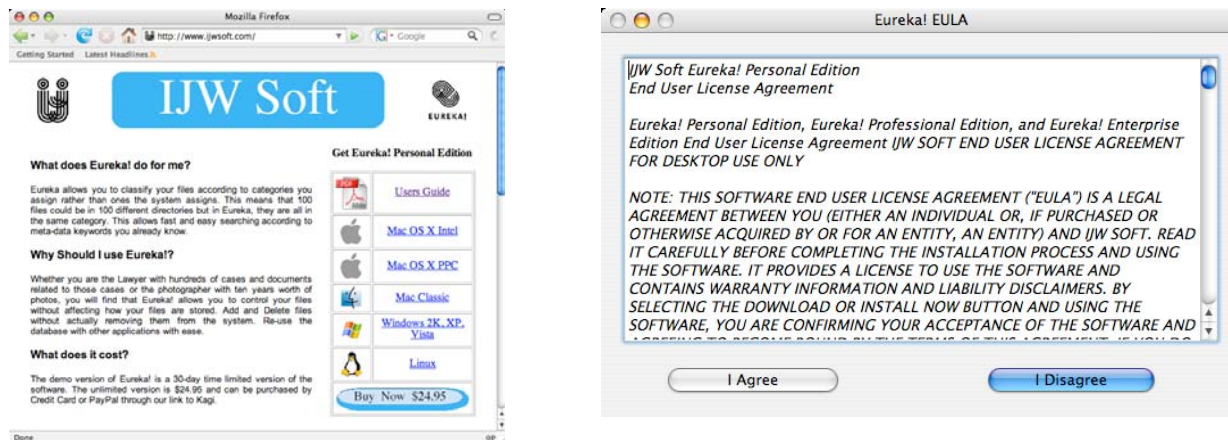 Mozilla Firefox
http://www.ijwsoft.com/
Google
Getting Started Latest Headlines
IJW Soft
EUREKA!
What does Eureka! do for me?
Eureka allows you to classify your files according to categories you
assign rather than ones the system assigns. This means that 100
files could be in 100 different directories but in Eureka, they are all in
the same category. This allows fast and easy searching according to
meta-data keywords you already know.
Why Should I use Eureka!?
Whether you are the Lawyer with hundreds of cases and documents
related to those cases or the photographer with ten years worth of
photos, you will find that Eureka! allows you to control your files
without affecting how your files are stored. Add and Delete files
without actually removing them from the system. Re-use the
database with other applications with ease.
What does it cost?
The demo version of Eureka! is a 30-day time limited version of the
software. The unlimited version is $24.95 and can be purchased by
Credit Card or PayPal through our link to Kagi.
Get Eureka! Personal Edition
PDF
Users Guide
Mac OS X Intel
Mac OS X PPC
Mac Classic
Windows 2K, XP,
Vista
Linux
Buy Now $24.95
Done
Eureka! EULA
IJW Soft Eureka! Personal Edition
End User License Agreement
Eureka! Personal Edition, Eureka! Professional Edition, and Eureka! Enterprise
Edition End User License Agreement IJW SOFT END USER LICENSE AGREEMENT
FOR DESKTOP USE ONLY
NOTE: THIS SOFTWARE END USER LICENSE AGREEMENT ("EULA") IS A LEGAL
AGREEMENT BETWEEN YOU (EITHER AN INDIVIDUAL OR, IF PURCHASED OR
OTHERWISE ACQUIRED BY OR FOR AN ENTITY, AN ENTITY) AND IJW SOFT. READ
IT CAREFULLY BEFORE COMPLETING THE INSTALLATION PROCESS AND USING
THE SOFTWARE. IT PROVIDES A LICENSE TO USE THE SOFTWARE AND
CONTAINS WARRANTY INFORMATION AND LIABILITY DISCLAIMERS. BY
SELECTING THE DOWNLOAD OR INSTALL NOW BUTTON AND USING THE
SOFTWARE, YOU ARE CONFIRMING YOUR ACCEPTANCE OF THE SOFTWARE AND
AGREEING TO BECOME BOUND BY THE TERMS OF THIS AGREEMENT. IF YOU DO
I Agree
I Disagree